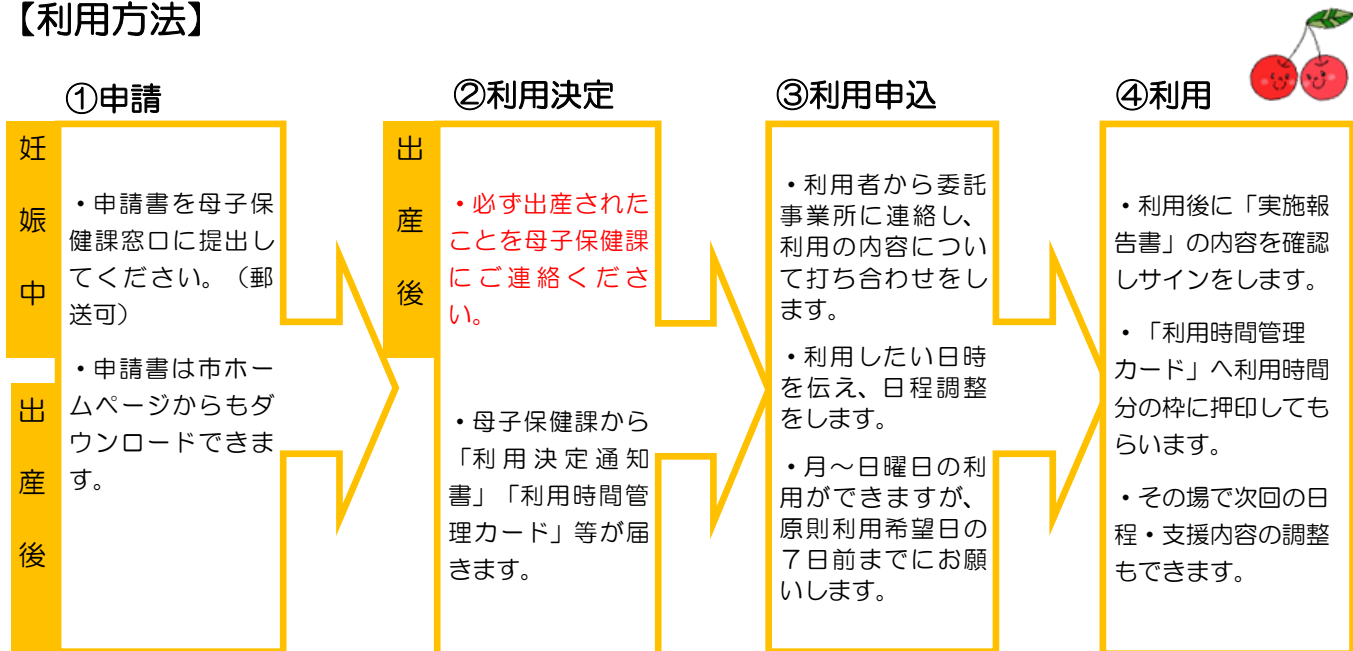 【利用方法】
①申請
妊娠中
出産後
・申請書を母子保
健課窓口に提出し
てください。（郵
送可）
・申請書は市ホー
ムページからもダ
ウンロードできま
す。
②利用決定
出産後
・必ず出産された
ことを母子保健課
にご連絡くださ
い。
・母子保健課から
「利用決定通知
書」「利用時間管
理カード」等が届
きます。
③利用申込
・利用者から委託
事業所に連絡し、
利用の内容につい
て打ち合わせをし
ます。
・利用したい日時
を伝え、日程調整
をします。
・月～日曜日の利
用ができますが、
原則利用希望日の
７日前までにお願
いします。
④利用
・利用後に「実施報
告書」の内容を確認
しサインをします。
・「利用時間管理
カード」へ利用時間
分の枠に押印しても
らいます。
・その場で次回の日
程・支援内容の調整
もできます。